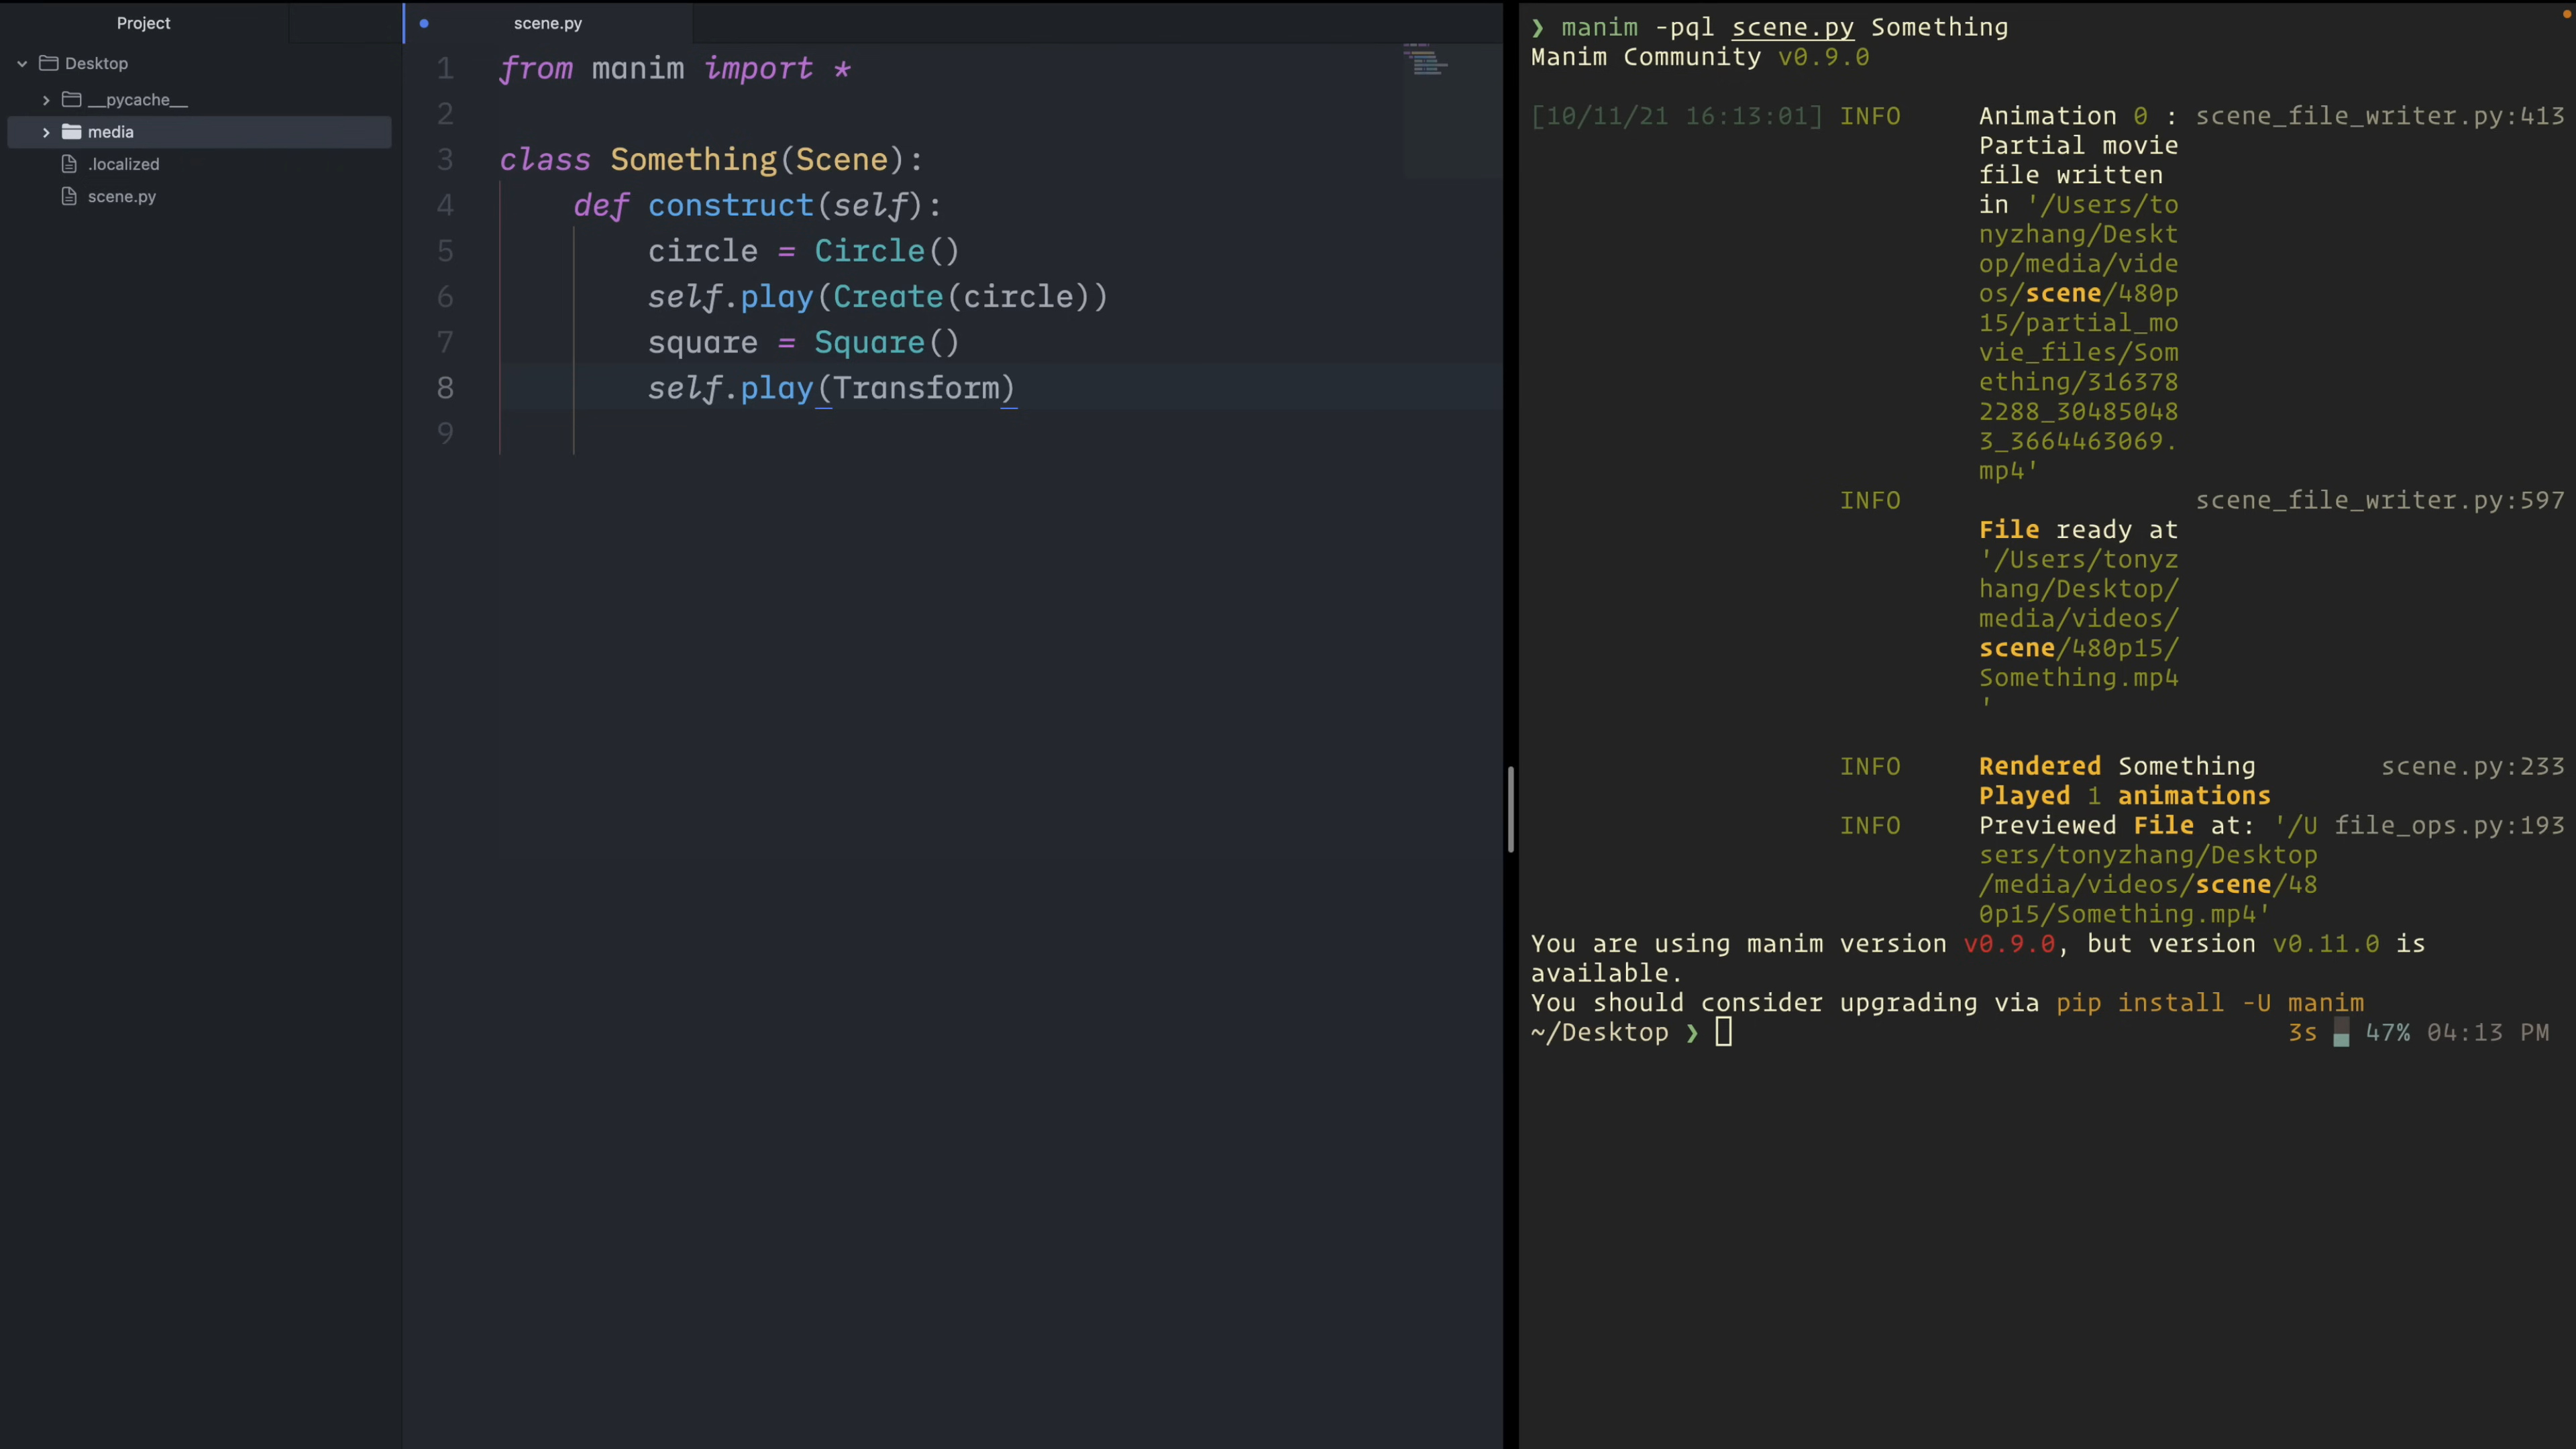 Project
Desktop
__pycache__
media
.localized
scene.py
scene.py
1 from manim import *
2
3 class Something(Scene):
4 def construct(self):
5 circle = Circle()
6 self.play(Create(circle))
7 square = Square()
8 self.play(Transform)
9
❯ manim -pql scene.py Something
Manim Community v0.9.0
[10/11/21 16:13:01] INFO Animation 0 : scene_file_writer.py:413
Partial movie
file written
in '/Users/to
nyzhang/Deskt
op/media/vide
os/scene/480p
15/partial_mo
vie_files/Som
ething/316378
2288_30485048
3_3664463069.
mp4'
INFO scene_file_writer.py:597
File ready at
'/Users/tonyz
hang/Desktop/
media/videos/
scene/480p15/
Something.mp4
'
INFO Rendered Something scene.py:233
Played 1 animations
INFO Previewed File at: '/U file_ops.py:193
sers/tonyzhang/Desktop
/media/videos/scene/48
0p15/Something.mp4'
You are using manim version v0.9.0, but version v0.11.0 is
available.
You should consider upgrading via pip install -U manim
~/Desktop ❯ 3s 47% 04:13 PM